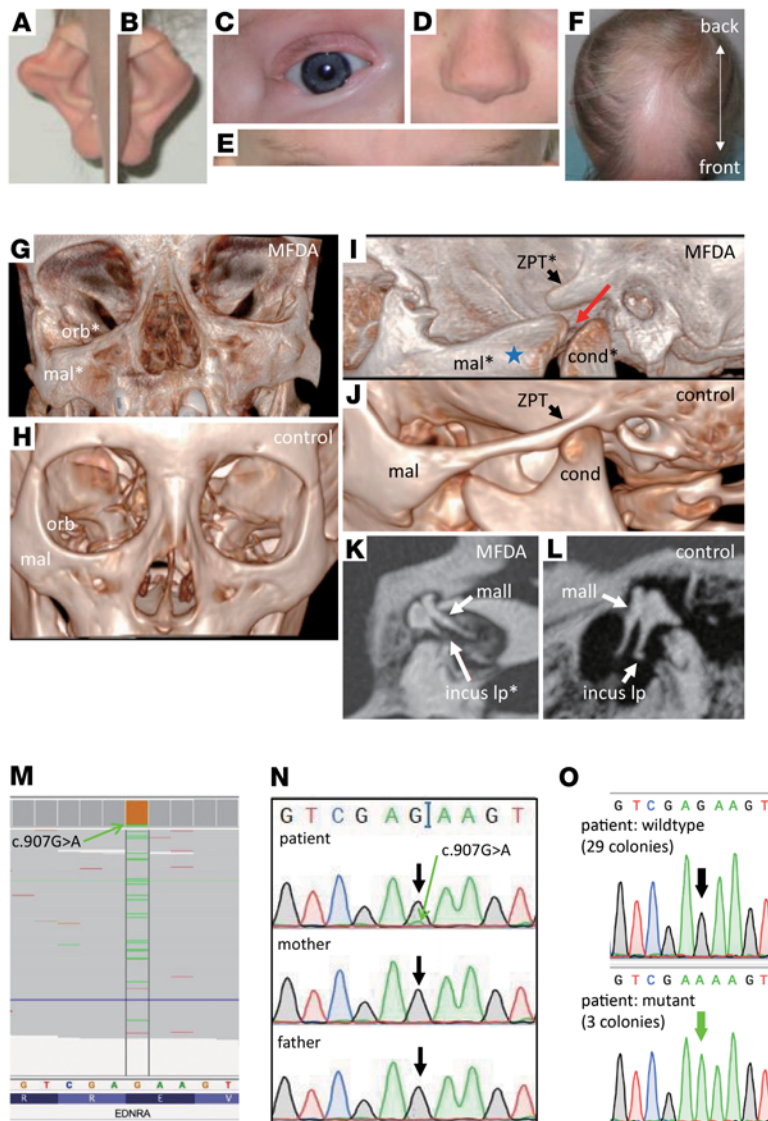 A
B
C
D
E
F
back
front
G
MFDA
orb*
mal*
H
control
orb
mal
I
MFDA
ZPT*
mal*
cond*
J
control
ZPT
mal
cond
K
MFDA
mall
incus lp*
L
control
mall
incus lp
M
c.907G>A
G T C G A G A A G T
R R E V
EDNRA
N
G T C G A G A A G T
patient
c.907G>A
mother
father
O
G T C G A G A A G T
patient: wildtype
(29 colonies)
G T C G A A A A G T
patient: mutant
(3 colonies)